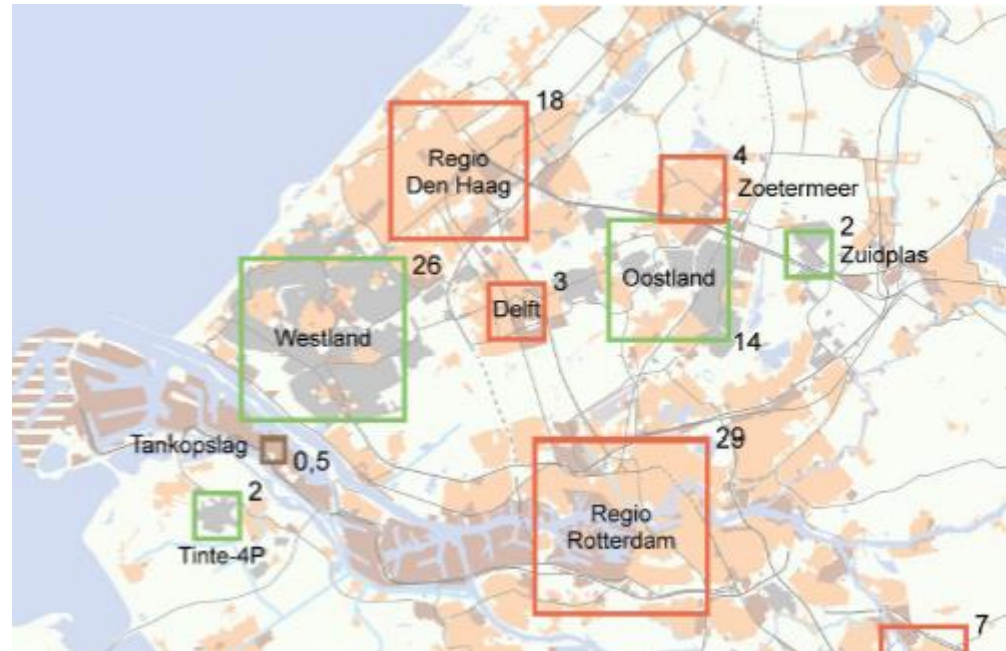 18
Regio
Den Haag
4
Zoetermeer
2
Zuidplas
26
Oostland
3
Delft
Westland
14
29
Tankopslag
0,5
2
Regio
Rotterdam
Tinte-4P
7